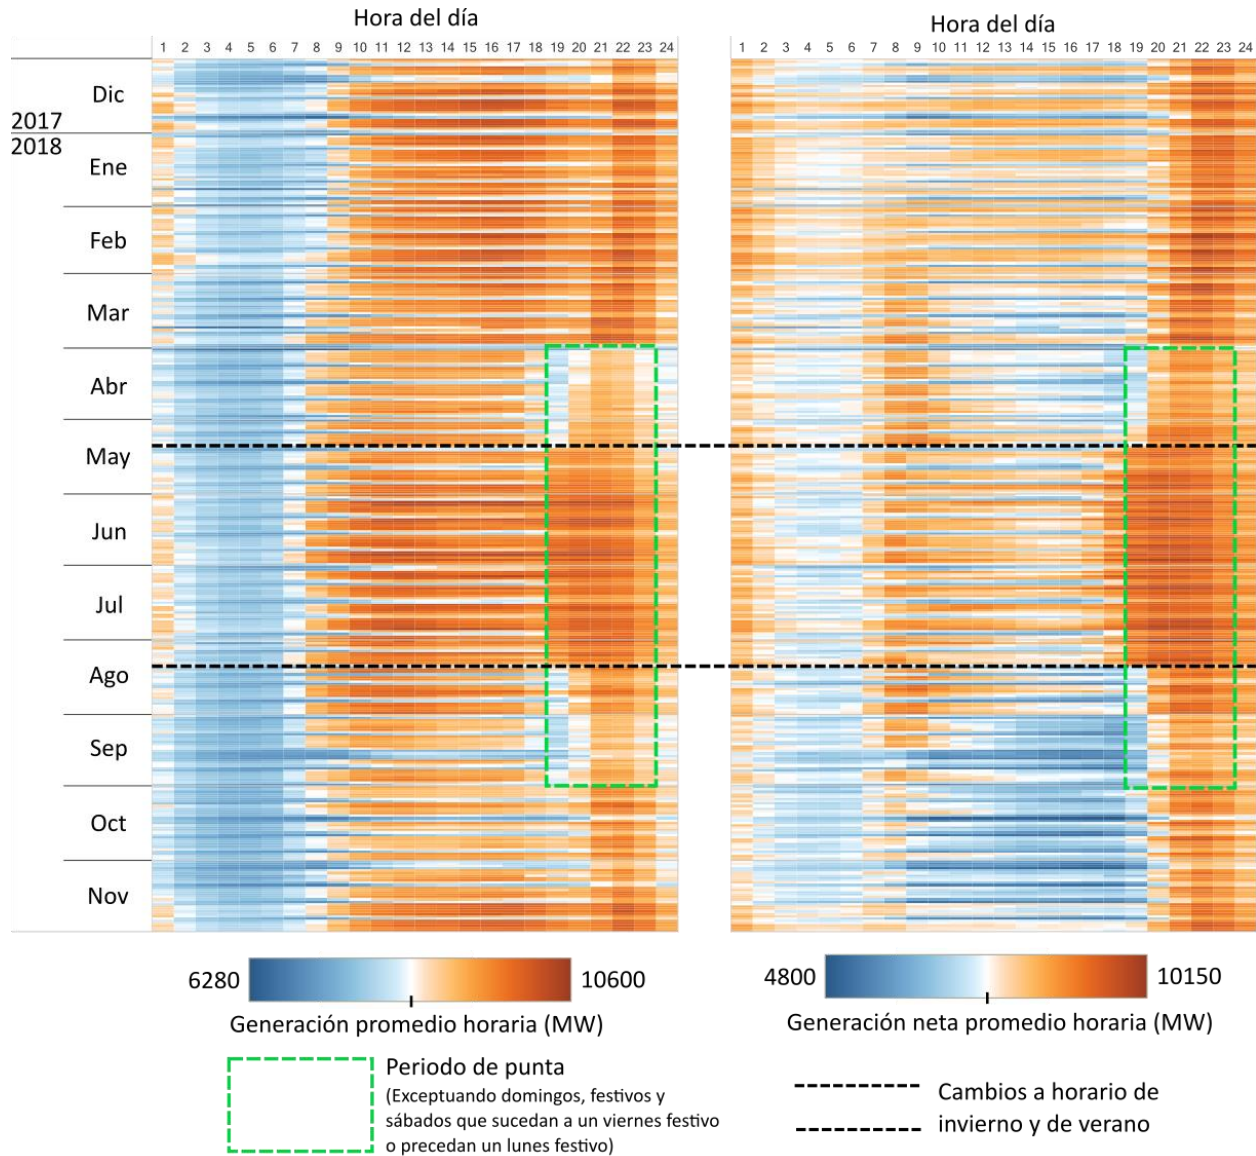 Hora del día
Hora del día
1 2 3 4 5 6 7 8 9 10 11 12 13 14 15 16 17 18 19 20 21 22 23 24
1 2 3 4 5 6 7 8 9 10 11 12 13 14 15 16 17 18 19 20 21 22 23 24
Dic
2017
2018
Ene
Feb
Mar
Abr
May
Jun
Jul
Ago
Sep
Oct
Nov
6280 10600
Generación promedio horaria (MW)
4800 10150
Generación neta promedio horaria (MW)
Periodo de punta
(Exceptuando domingos, festivos y
sábados que sucedan a un viernes festivo
o precedan un lunes festivo)
Cambios a horario de
invierno y de verano